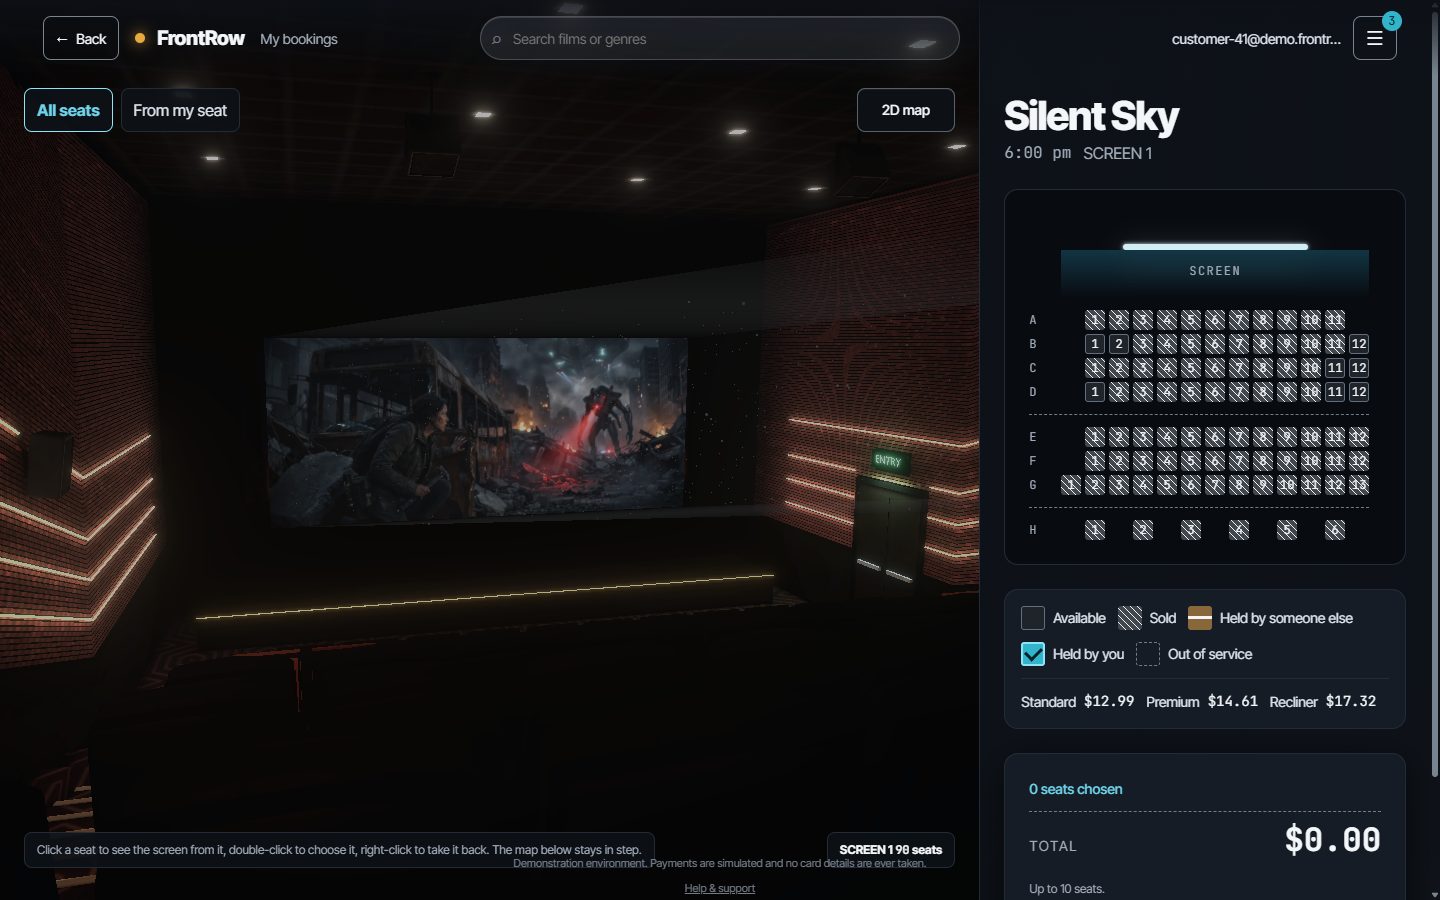 ← Back
FrontRow
My bookings
Search films or genres
customer-41@demo.frontr...
3
All seats
From my seat
2D map
Silent Sky
6:00 pm SCREEN 1
SCREEN
A 1 2 3 4 5 6 7 8 9 10 11
B 1 2 3 4 5 6 7 8 9 10 11 12
C 1 2 3 4 5 6 7 8 9 10 11 12
D 1 2 3 4 5 6 7 8 9 10 11 12
E 1 2 3 4 5 6 7 8 9 10 11 12
F 1 2 3 4 5 6 7 8 9 10 11 12
G 1 2 3 4 5 6 7 8 9 10 11 12 13
H 1 2 3 4 5 6
ENTRY
Available
Sold
Held by someone else
Held by you
Out of service
Standard $12.99 Premium $14.61 Recliner $17.32
0 seats chosen
TOTAL $0.00
Up to 10 seats.
Click a seat to see the screen from it, double-click to choose it, right-click to take it back. The map below stays in step.
SCREEN 1 90 seats
Demonstration environment. Payments are simulated and no card details are ever taken.
Help & support